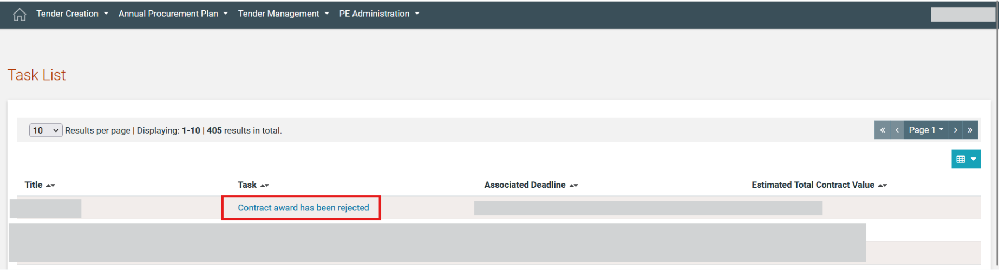 Tender Creation Annual Procurement Plan Tender Management PE Administration
Task List
10 Results per page | Displaying: 1-10 | 405 results in total.
« ‹ Page 1 › »
Title Task Associated Deadline Estimated Total Contract Value
Contract award has been rejected